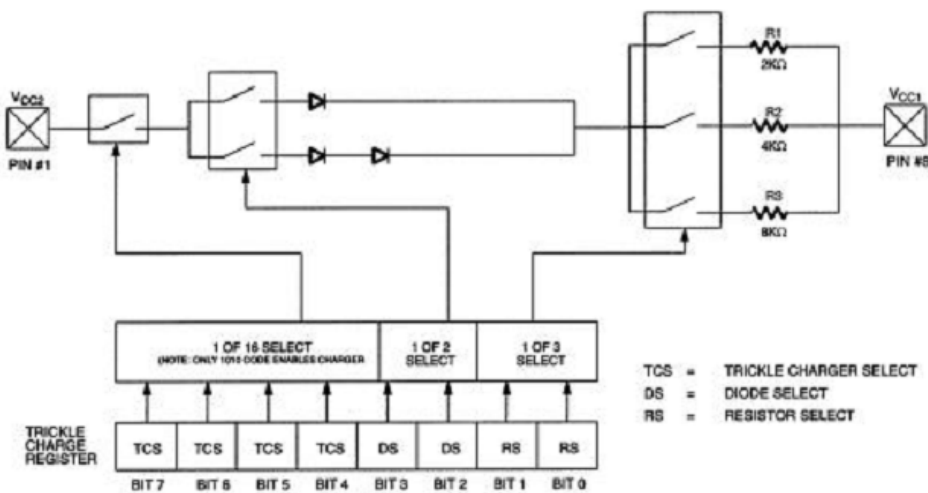 R1
2KΩ
VCC2
VCC1
R2
4KΩ
PIN #1
PIN #8
R3
8KΩ
1 OF 16 SELECT
(NOTE: ONLY 1010 CODE ENABLES CHARGER
1 OF 2
SELECT
1 OF 3
SELECT
TCS = TRICKLE CHARGER SELECT
DS = DIODE SELECT
RS = RESISTOR SELECT
TRICKLE
CHARGE
REGISTER
TCS TCS TCS TCS DS DS RS RS
BIT 7 BIT 6 BIT 5 BIT 4 BIT 3 BIT 2 BIT 1 BIT 0